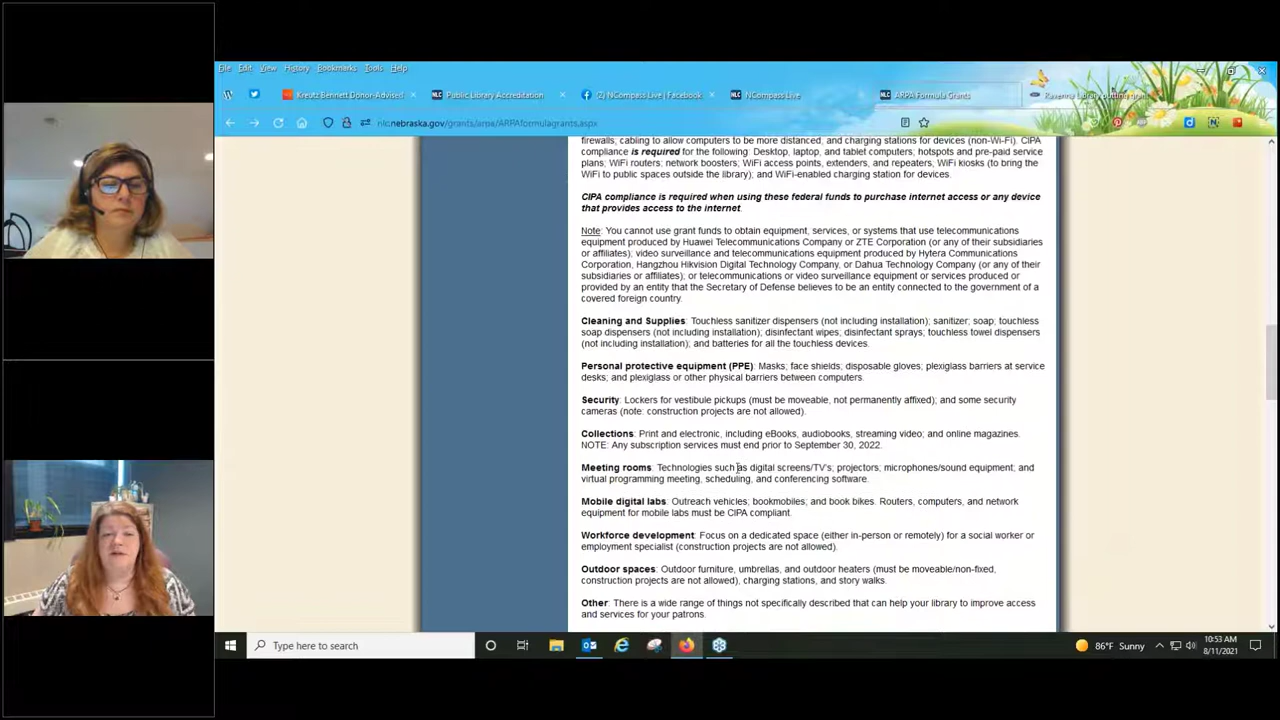 File Edit View History Bookmarks Tools Help
Kreutz Bennett Donor-Advised
Public Library Accreditation
(2) NCompass Live | Facebook
NCompass Live
ARPA Formula Grants
Ravenna Library putting grant
nlc.nebraska.gov/grants/arpa/ARPAformulagrants.aspx
firewalls, cabling to allow computers to be more distanced, and charging stations for devices (non-Wi-Fi). CIPA
compliance is required for the following: Desktop, laptop, and tablet computers; hotspots and pre-paid service
plans; WiFi routers; network boosters; WiFi access points, extenders, and repeaters, WiFi kiosks (to bring the
WiFi to public spaces outside the library); and WiFi-enabled charging station for devices.
CIPA compliance is required when using these federal funds to purchase internet access or any device
that provides access to the internet.
Note: You cannot use grant funds to obtain equipment, services, or systems that use telecommunications
equipment produced by Huawei Telecommunications Company or ZTE Corporation (or any of their subsidiaries
or affiliates); video surveillance and telecommunications equipment produced by Hytera Communications
Corporation, Hangzhou Hikvision Digital Technology Company, or Dahua Technology Company (or any of their
subsidiaries or affiliates); or telecommunications or video surveillance equipment or services produced or
provided by an entity that the Secretary of Defense believes to be an entity connected to the government of a
covered foreign country.
Cleaning and Supplies: Touchless sanitizer dispensers (not including installation); sanitizer; soap; touchless
soap dispensers (not including installation); disinfectant wipes; disinfectant sprays; touchless towel dispensers
(not including installation); and batteries for all the touchless devices.
Personal protective equipment (PPE): Masks; face shields; disposable gloves; plexiglass barriers at service
desks; and plexiglass or other physical barriers between computers.
Security: Lockers for vestibule pickups (must be moveable, not permanently affixed); and some security
cameras (note: construction projects are not allowed).
Collections: Print and electronic, including eBooks, audiobooks, streaming video; and online magazines.
NOTE: Any subscription services must end prior to September 30, 2022.
Meeting rooms: Technologies such as digital screens/TV's; projectors; microphones/sound equipment; and
virtual programming meeting, scheduling, and conferencing software.
Mobile digital labs: Outreach vehicles; bookmobiles; and book bikes. Routers, computers, and network
equipment for mobile labs must be CIPA compliant.
Workforce development: Focus on a dedicated space (either in-person or remotely) for a social worker or
employment specialist (construction projects are not allowed).
Outdoor spaces: Outdoor furniture, umbrellas, and outdoor heaters (must be moveable/non-fixed,
construction projects are not allowed), charging stations, and story walks.
Other: There is a wide range of things not specifically described that can help your library to improve access
and services for your patrons.
Type here to search
86°F Sunny
10:53 AM
8/11/2021